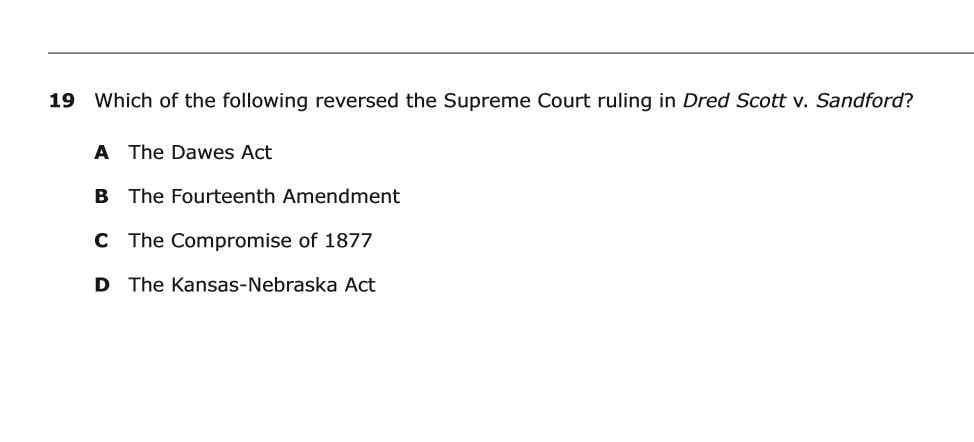 19 Which of the following reversed the Supreme Court ruling in Dred Scott v. Sandford?
A The Dawes Act
B The Fourteenth Amendment
C The Compromise of 1877
D The Kansas-Nebraska Act